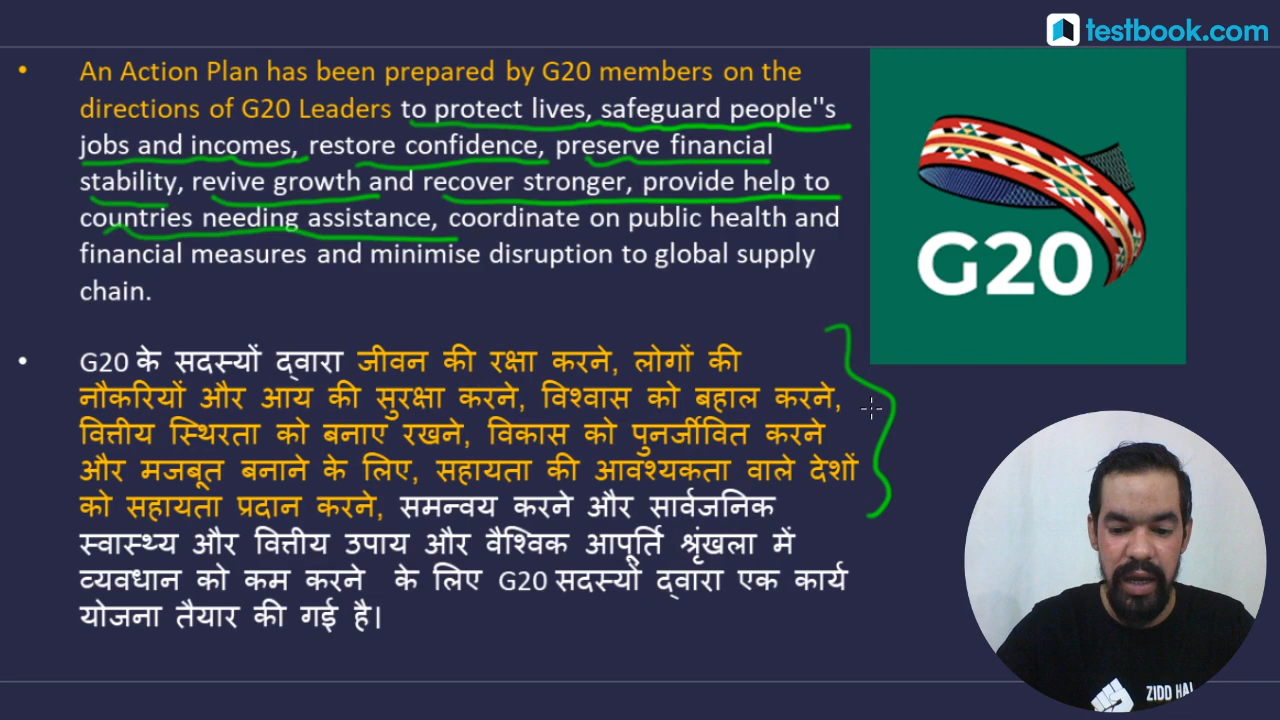 testbook.com
• An Action Plan has been prepared by G20 members on the
directions of G20 Leaders to protect lives, safeguard people"s
jobs and incomes, restore confidence, preserve financial
stability, revive growth and recover stronger, provide help to
countries needing assistance, coordinate on public health and
financial measures and minimise disruption to global supply
chain.
G20
• G20 के सदस्यों द्वारा जीवन की रक्षा करने, लोगों की
नौकरियों और आय की सुरक्षा करने, विश्वास को बहाल करने,
वित्तीय स्थिरता को बनाए रखने, विकास को पुनर्जीवित करने
और मजबूत बनाने के लिए, सहायता की आवश्यकता वाले देशों
को सहायता प्रदान करने, समन्वय करने और सार्वजनिक
स्वास्थ्य और वित्तीय उपाय और वैश्विक आपूर्ति श्रृंखला में
व्यवधान को कम करने के लिए G20 सदस्यों द्वारा एक कार्य
योजना तैयार की गई है।
ZIDD HAI